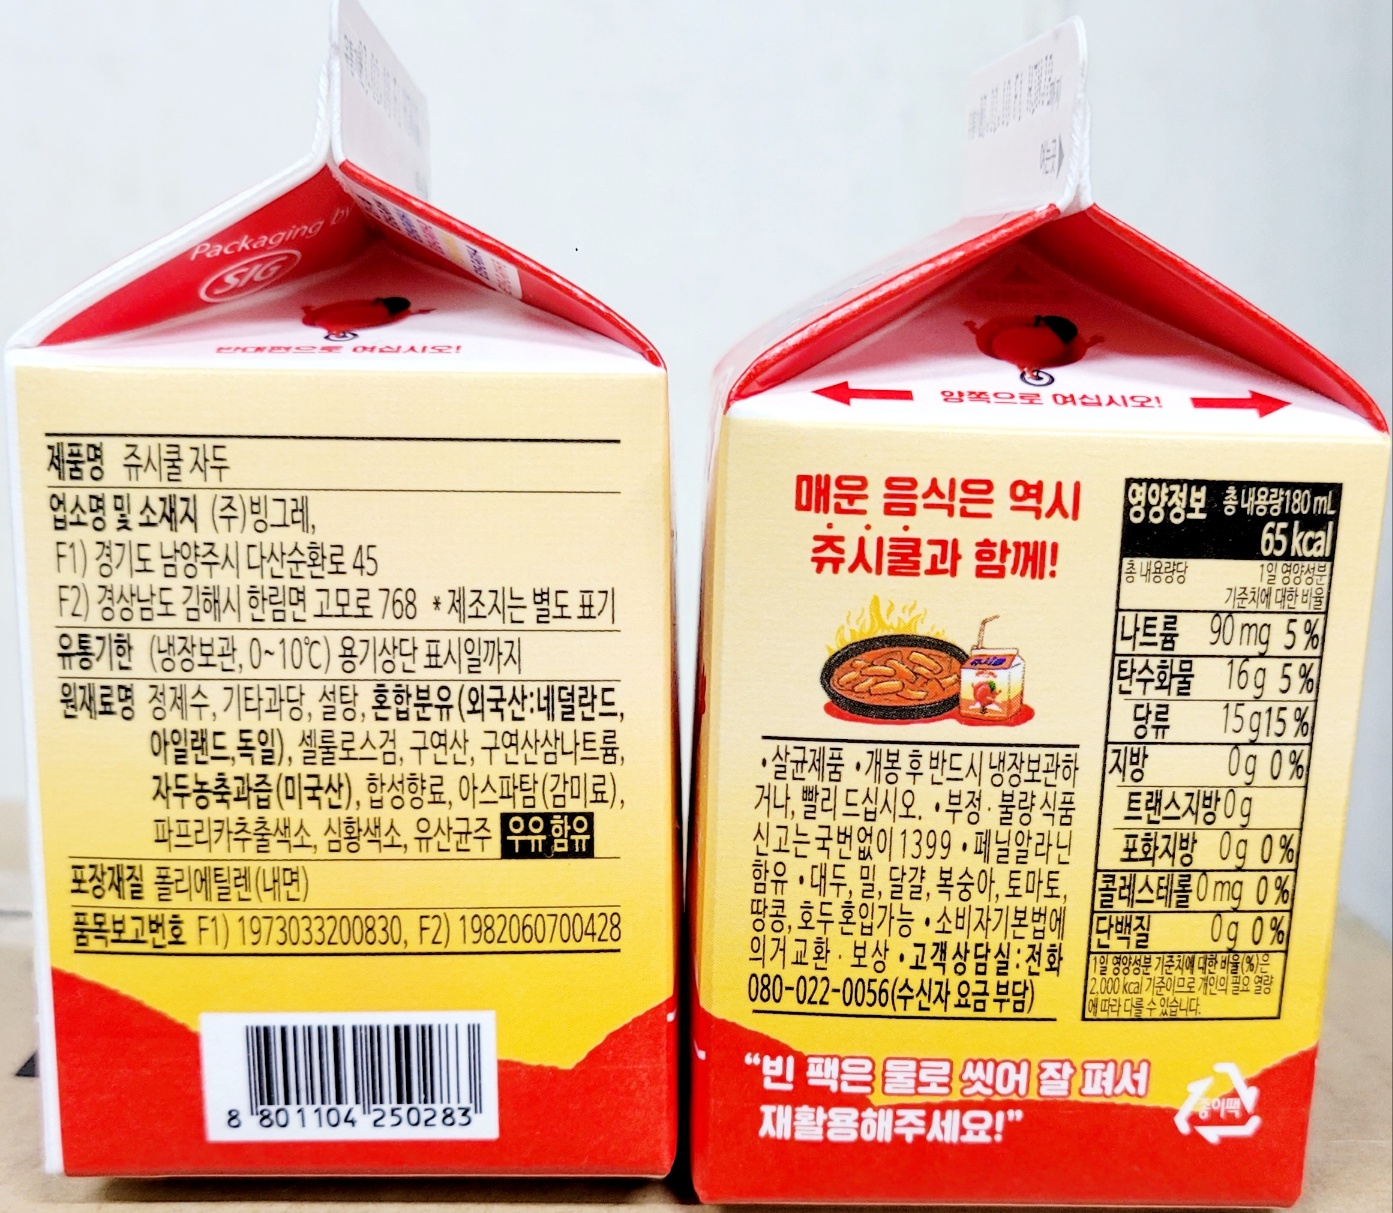 Packaging by
SIG
반대편으로 여십시오!
제품명 쥬시쿨 자두
업소명 및 소재지 (주)빙그레,
F1) 경기도 남양주시 다산순환로 45
F2) 경상남도 김해시 한림면 고모로 768 *제조지는 별도 표기
유통기한 (냉장보관, 0~10℃) 용기상단 표시일까지
원재료명 정제수, 기타과당, 설탕, 혼합분유(외국산:네덜란드,
아일랜드,독일), 셀룰로스검, 구연산, 구연산삼나트륨,
자두농축과즙(미국산), 합성향료, 아스파탐(감미료),
파프리카추출색소, 심황색소, 유산균주 우유 함유
포장재질 폴리에틸렌(내면)
품목보고번호 F1) 1973033200830, F2) 1982060700428
8 801104 250283
여는곳
양쪽으로 여십시오!
매운 음식은 역시
쥬시쿨과 함께!
쥬시쿨
•살균제품 •개봉 후 반드시 냉장보관하
거나, 빨리 드십시오. •부정·불량식품
신고는 국번없이 1399 •페닐알라닌
함유 •대두, 밀, 달걀, 복숭아, 토마토,
땅콩, 호두 혼입가능 •소비자기본법에
의거 교환·보상 •고객상담실:전화
080-022-0056(수신자 요금 부담)
영양정보 총 내용량180 mL
65 kcal
총 내용량당 1일 영양성분
기준치에 대한 비율
나트륨 90 mg 5 %
탄수화물 16 g 5 %
당류 15 g 15 %
지방 0 g 0 %
트랜스지방 0 g
포화지방 0 g 0 %
콜레스테롤 0 mg 0 %
단백질 0 g 0 %
1일 영양성분 기준치에 대한 비율(%)은
2,000 kcal 기준이므로 개인의 필요 열량
에 따라 다를 수 있습니다.
“빈 팩은 물로 씻어 잘 펴서
재활용해주세요!”
종이팩